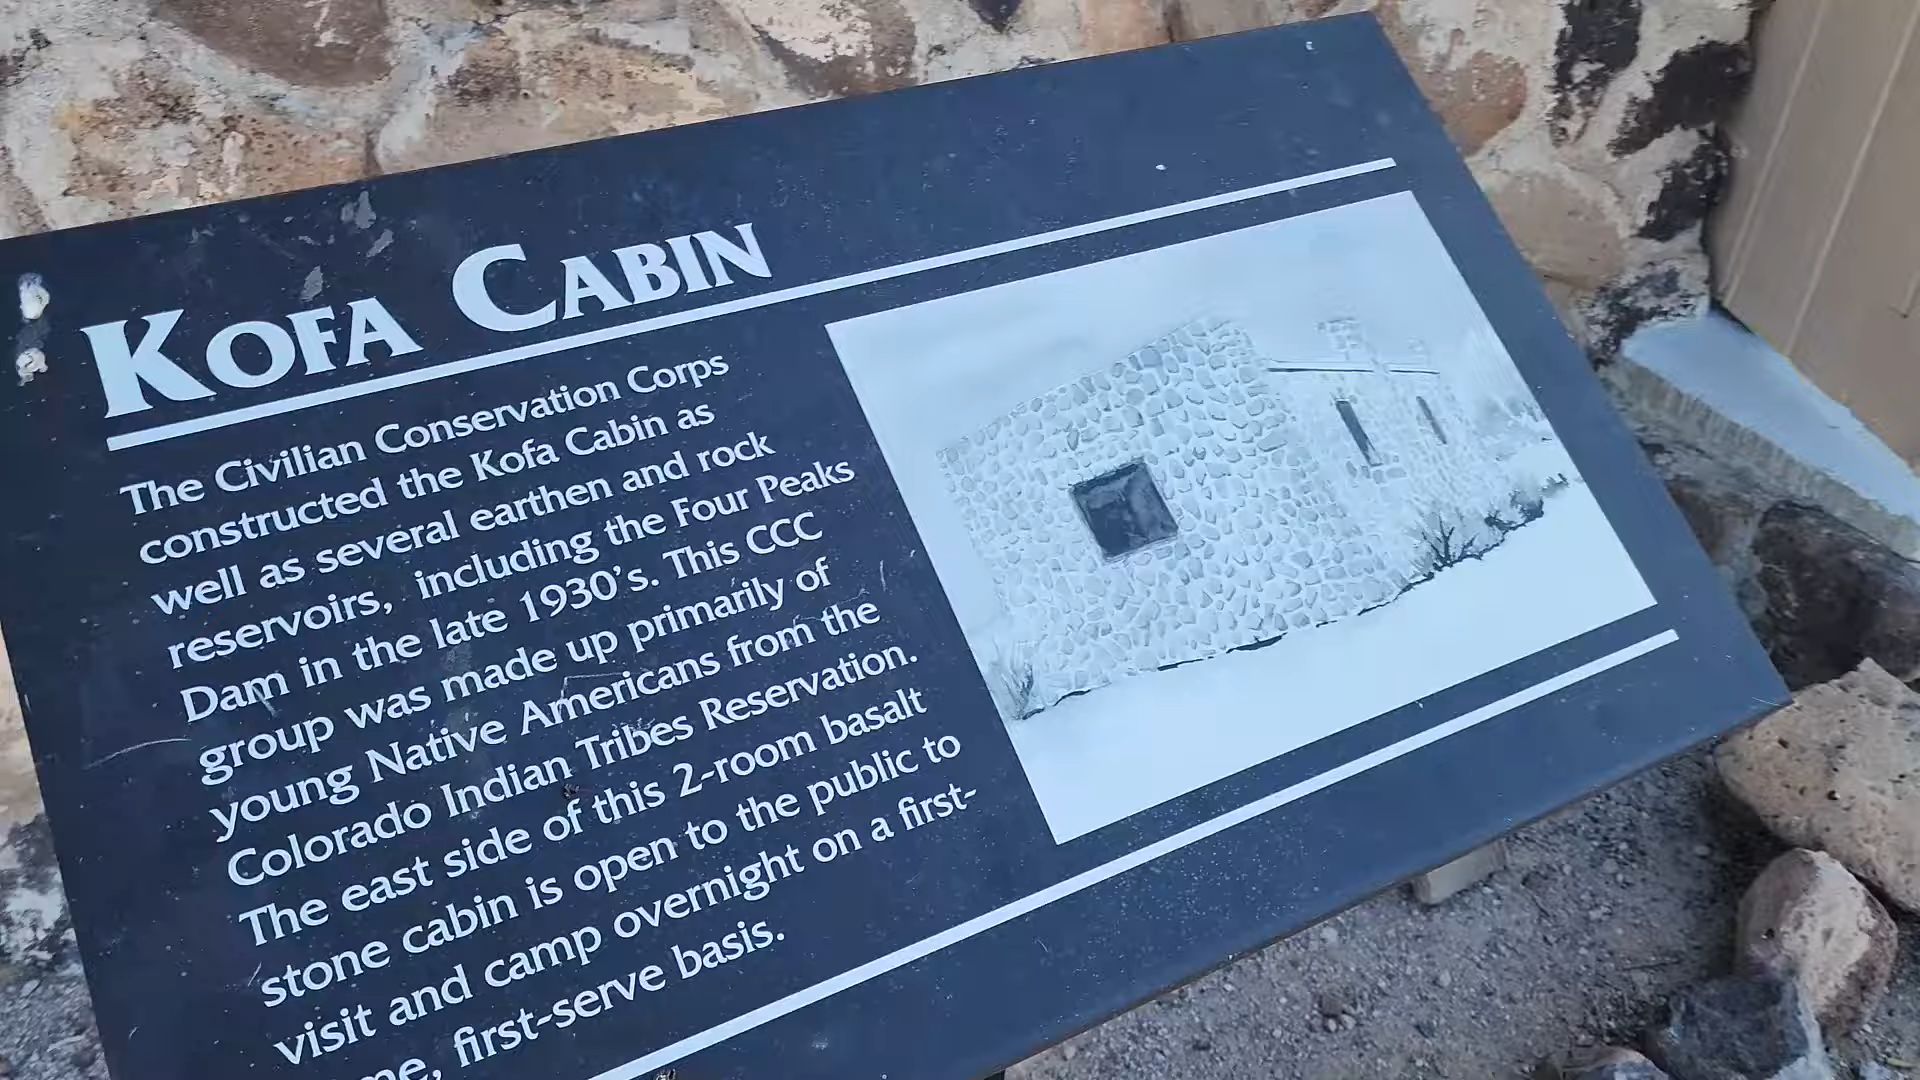 KOFA CABIN
The Civilian Conservation Corps
constructed the Kofa Cabin as
well as several earthen and rock
reservoirs, including the Four Peaks
Dam in the late 1930's. This CCC
group was made up primarily of
young Native Americans from the
Colorado Indian Tribes Reservation.
The east side of this 2-room basalt
stone cabin is open to the public to
visit and camp overnight on a first-
me, first-serve basis.